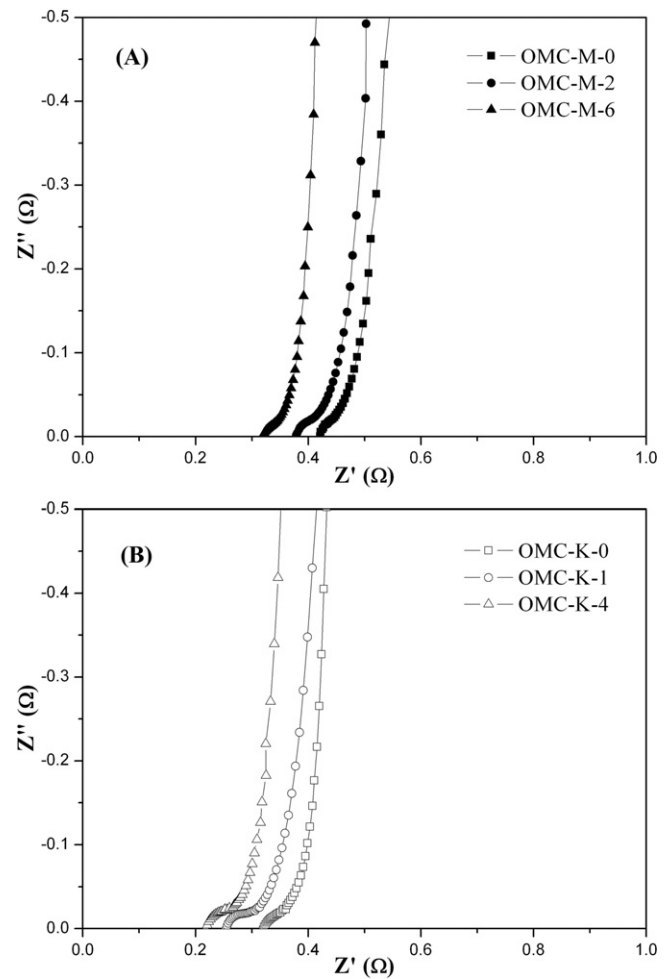 (A)
OMC-M-0
OMC-M-2
OMC-M-6
Z'' (Ω)
-0.5
-0.4
-0.3
-0.2
-0.1
0.0
0.0 0.2 0.4 0.6 0.8 1.0
Z' (Ω)
(B)
OMC-K-0
OMC-K-1
OMC-K-4
Z'' (Ω)
-0.5
-0.4
-0.3
-0.2
-0.1
0.0
0.0 0.2 0.4 0.6 0.8 1.0
Z' (Ω)